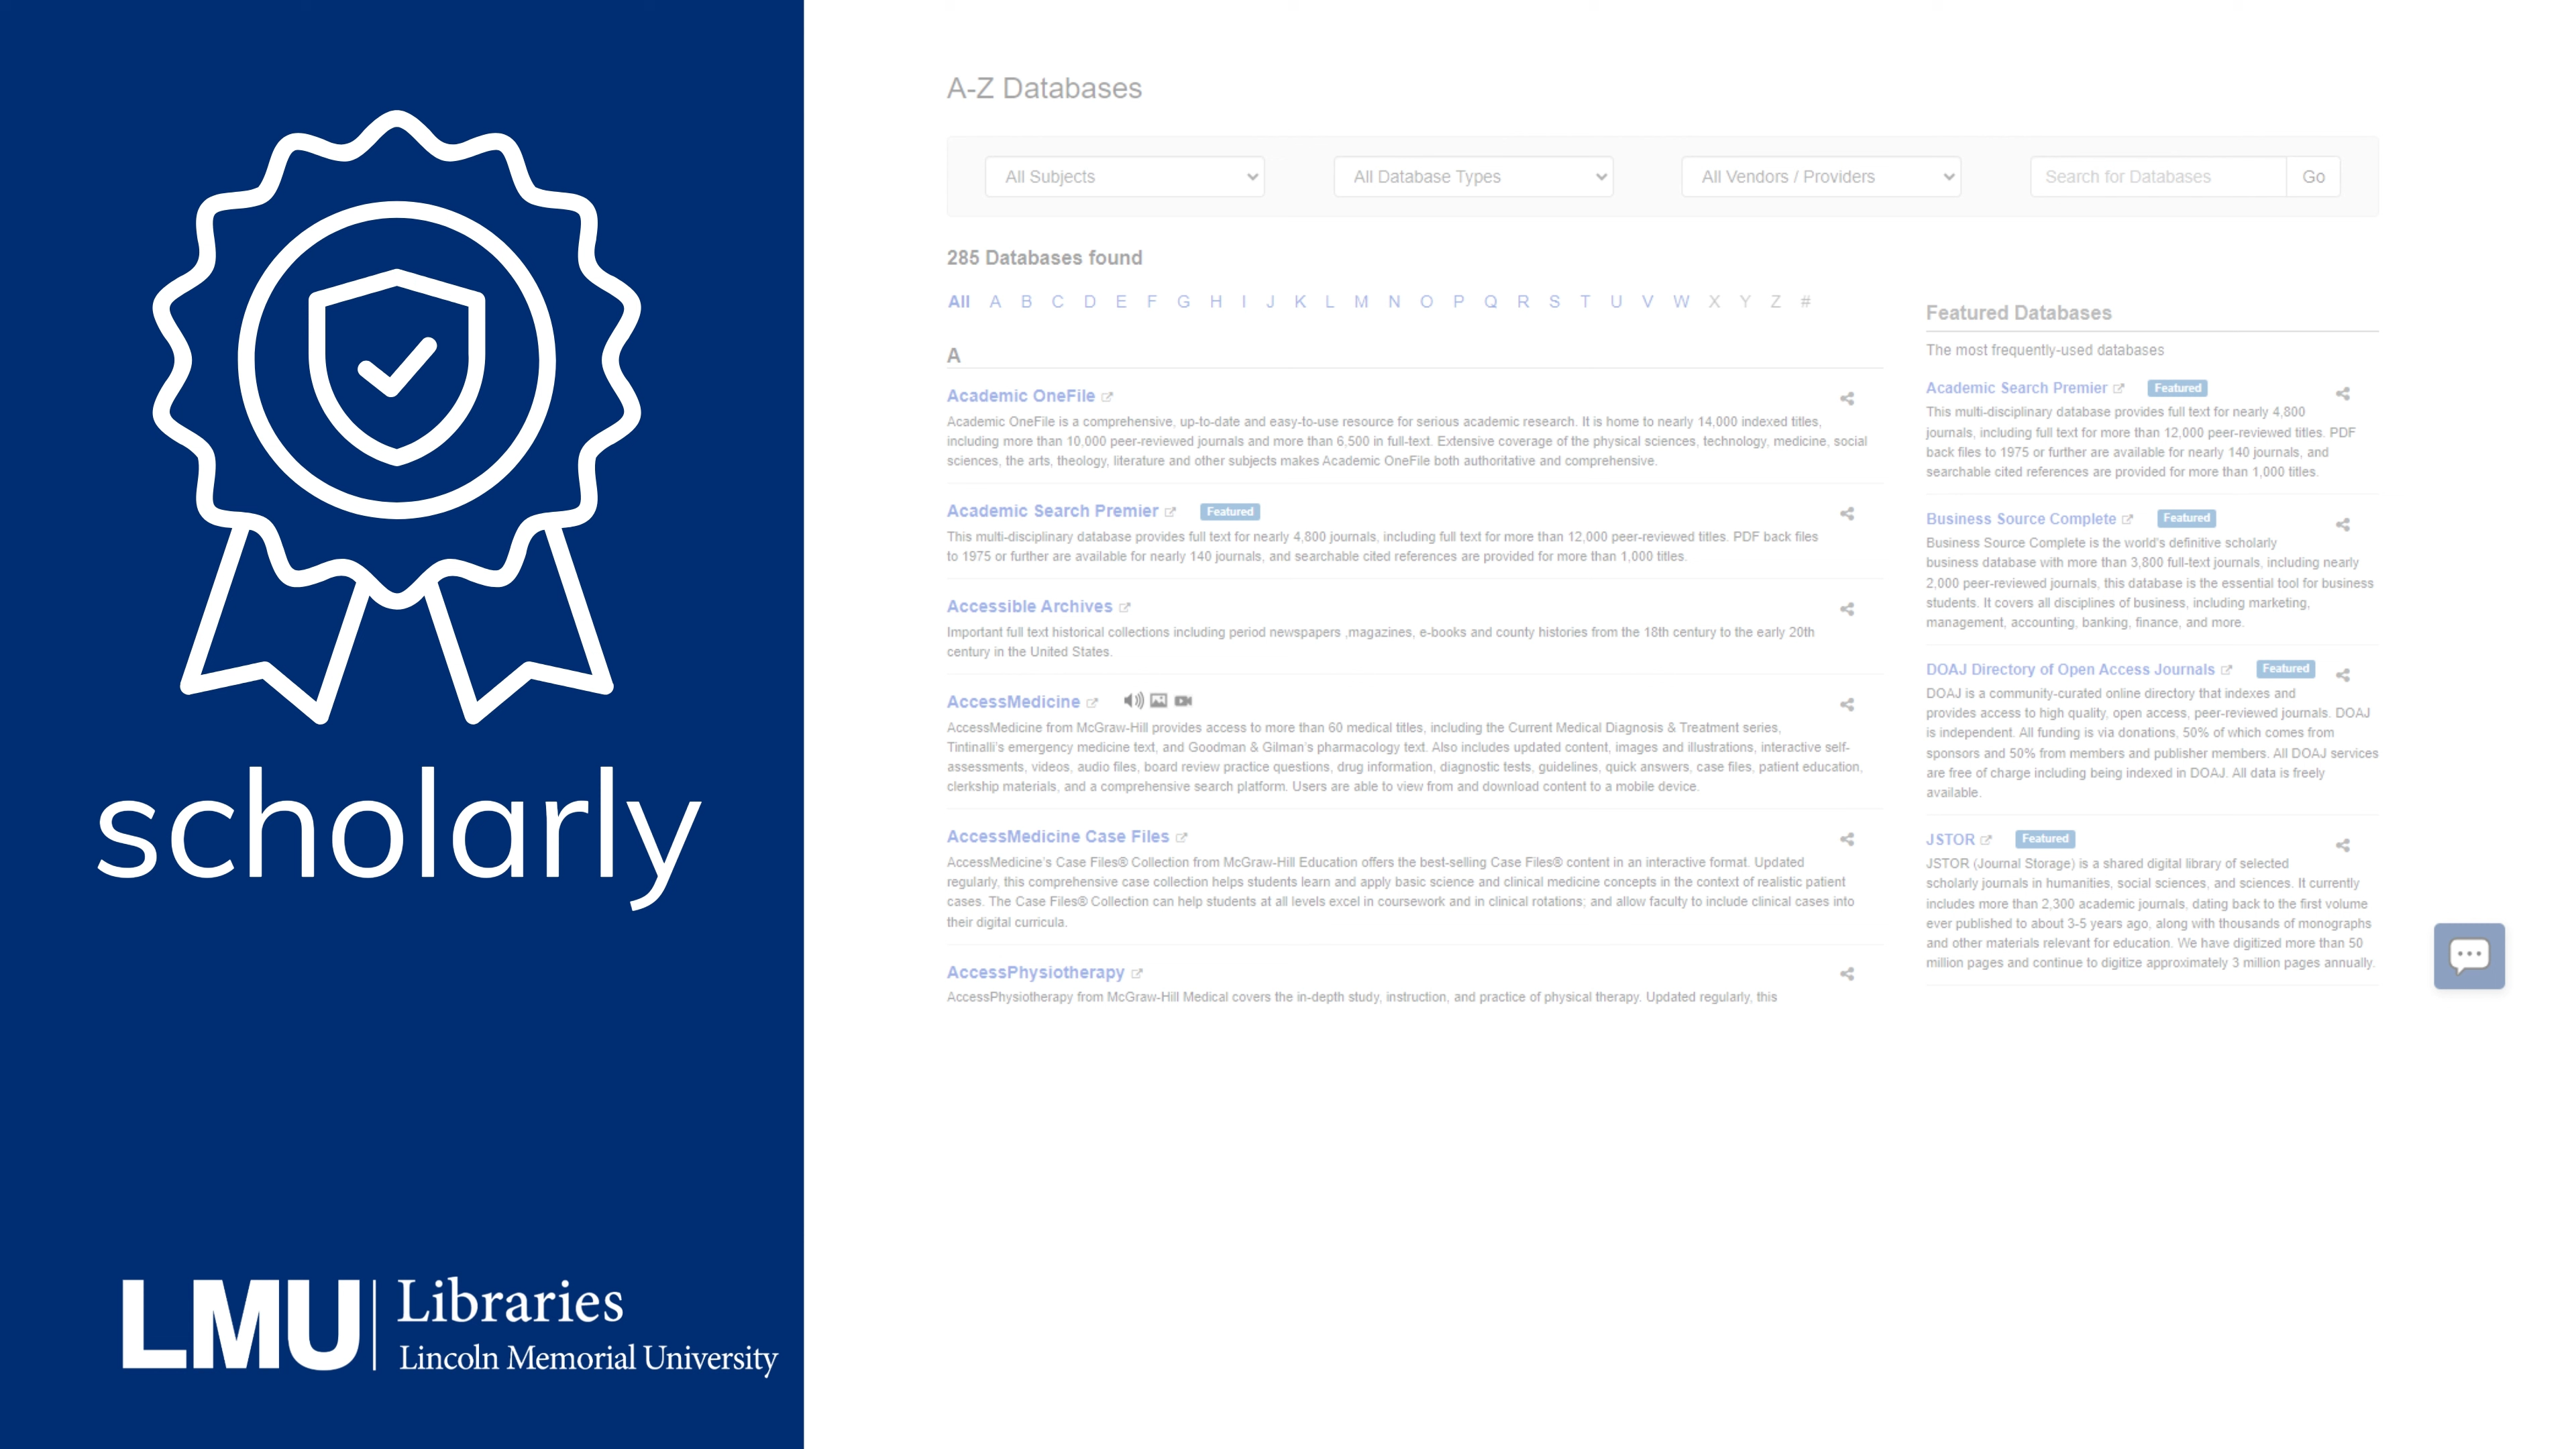 scholarly
LMU
Libraries
Lincoln Memorial University
A-Z Databases
All Subjects
All Database Types
All Vendors / Providers
Search for Databases
Go
285 Databases found
All A B C D E F G H I J K L M N O P Q R S T U V W X Y Z #
A
Academic OneFile
Academic OneFile is a comprehensive, up-to-date and easy-to-use resource for serious academic research. It is home to nearly 14,000 indexed titles,
including more than 10,000 peer-reviewed journals and more than 6,500 in full-text. Extensive coverage of the physical sciences, technology, medicine, social
sciences, the arts, theology, literature and other subjects makes Academic OneFile both authoritative and comprehensive.
Academic Search Premier Featured
This multi-disciplinary database provides full text for nearly 4,800 journals, including full text for more than 12,000 peer-reviewed titles. PDF back files
to 1975 or further are available for nearly 140 journals, and searchable cited references are provided for more than 1,000 titles.
Accessible Archives
Important full text historical collections including period newspapers ,magazines, e-books and county histories from the 18th century to the early 20th
century in the United States.
AccessMedicine
AccessMedicine from McGraw-Hill provides access to more than 60 medical titles, including the Current Medical Diagnosis & Treatment series,
Tintinalli's emergency medicine text, and Goodman & Gilman's pharmacology text. Also includes updated content, images and illustrations, interactive self-
assessments, videos, audio files, board review practice questions, drug information, diagnostic tests, guidelines, quick answers, case files, patient education,
clerkship materials, and a comprehensive search platform. Users are able to view from and download content to a mobile device.
AccessMedicine Case Files
AccessMedicine's Case Files® Collection from McGraw-Hill Education offers the best-selling Case Files® content in an interactive format. Updated
regularly, this comprehensive case collection helps students learn and apply basic science and clinical medicine concepts in the context of realistic patient
cases. The Case Files® Collection can help students at all levels excel in coursework and in clinical rotations; and allow faculty to include clinical cases into
their digital curricula.
AccessPhysiotherapy
AccessPhysiotherapy from McGraw-Hill Medical covers the in-depth study, instruction, and practice of physical therapy. Updated regularly, this
Featured Databases
The most frequently-used databases
Academic Search Premier Featured
This multi-disciplinary database provides full text for nearly 4,800
journals, including full text for more than 12,000 peer-reviewed titles. PDF
back files to 1975 or further are available for nearly 140 journals, and
searchable cited references are provided for more than 1,000 titles.
Business Source Complete Featured
Business Source Complete is the world's definitive scholarly
business database with more than 3,800 full-text journals, including nearly
2,000 peer-reviewed journals, this database is the essential tool for business
students. It covers all disciplines of business, including marketing,
management, accounting, banking, finance, and more.
DOAJ Directory of Open Access Journals Featured
DOAJ is a community-curated online directory that indexes and
provides access to high quality, open access, peer-reviewed journals. DOAJ
is independent. All funding is via donations, 50% of which comes from
sponsors and 50% from members and publisher members. All DOAJ services
are free of charge including being indexed in DOAJ. All data is freely
available.
JSTOR Featured
JSTOR (Journal Storage) is a shared digital library of selected
scholarly journals in humanities, social sciences, and sciences. It currently
includes more than 2,300 academic journals, dating back to the first volume
ever published to about 3-5 years ago, along with thousands of monographs
and other materials relevant for education. We have digitized more than 50
million pages and continue to digitize approximately 3 million pages annually.